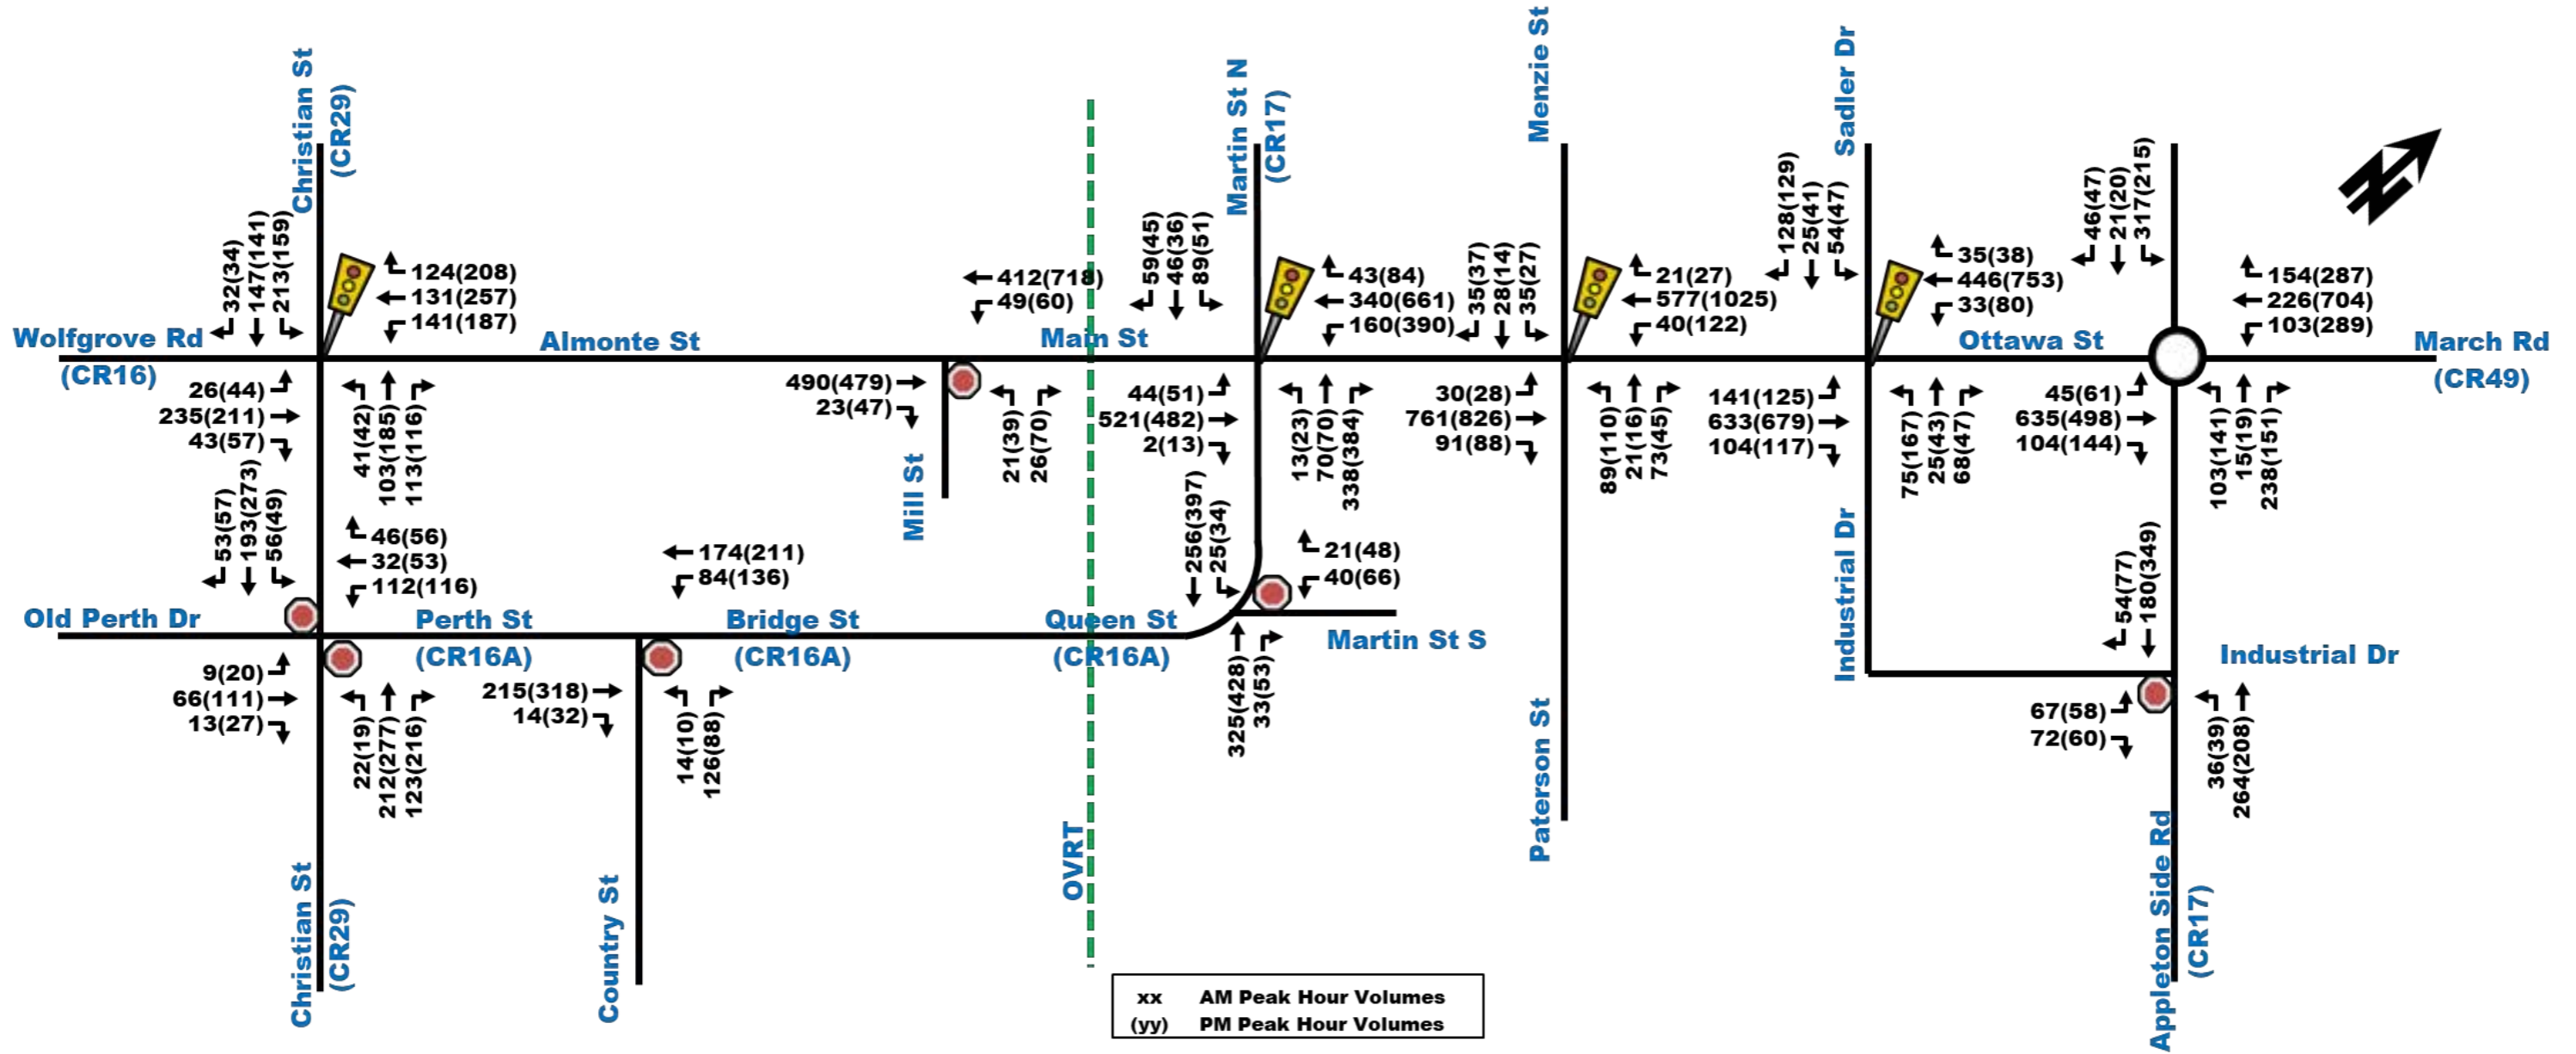 Christian St
(CR29)
Martin St N
(CR17)
Menzie St
Sadler Dr
32(34)
147(141)
213(159)
124(208)
131(257)
141(187)
412(718)
49(60)
59(45)
46(36)
89(51)
43(84)
340(661)
160(390)
35(37)
28(14)
35(27)
21(27)
577(1025)
40(122)
128(129)
25(41)
54(47)
35(38)
446(753)
33(80)
46(47)
21(20)
317(215)
154(287)
226(704)
103(289)
Wolfgrove Rd
(CR16)
Almonte St
Main St
Ottawa St
March Rd
(CR49)
26(44)
235(211)
43(57)
41(42)
103(185)
113(116)
490(479)
23(47)
Mill St
21(39)
26(70)
44(51)
521(482)
2(13)
13(23)
70(70)
338(384)
30(28)
761(826)
91(88)
89(110)
21(16)
73(45)
141(125)
633(679)
104(117)
75(167)
25(43)
68(47)
45(61)
635(498)
104(144)
103(141)
15(19)
238(151)
53(57)
193(273)
56(49)
46(56)
32(53)
112(116)
174(211)
84(136)
256(397)
25(34)
21(48)
40(66)
Industrial Dr
54(77)
180(349)
Old Perth Dr
Perth St
(CR16A)
Bridge St
(CR16A)
Queen St
(CR16A)
Martin St S
Industrial Dr
9(20)
66(111)
13(27)
22(19)
212(277)
123(216)
215(318)
14(32)
14(10)
126(88)
325(428)
33(53)
67(58)
72(60)
36(39)
264(208)
Christian St
(CR29)
Country St
OVRT
Paterson St
Appleton Side Rd
(CR17)
xx AM Peak Hour Volumes
(yy) PM Peak Hour Volumes
N